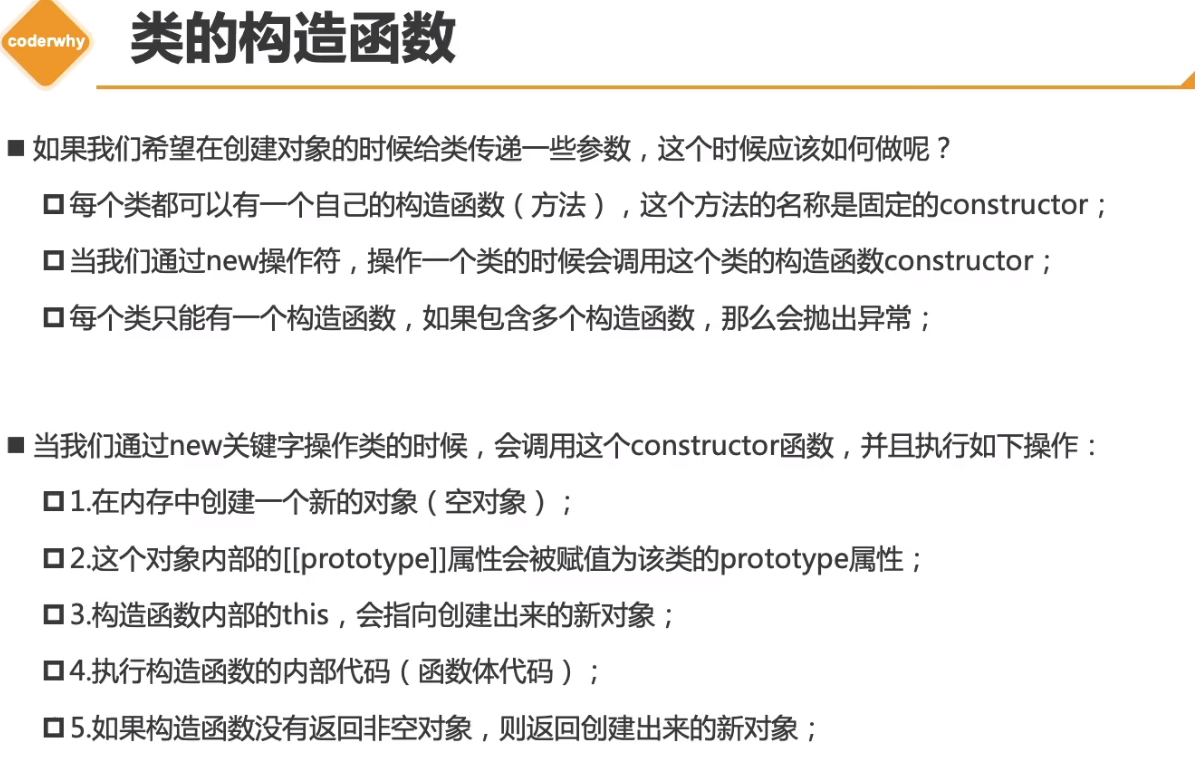 coderwhy
类的构造函数
如果我们希望在创建对象的时候给类传递一些参数，这个时候应该如何做呢？
每个类都可以有一个自己的构造函数（方法），这个方法的名称是固定的constructor；
当我们通过new操作符，操作一个类的时候会调用这个类的构造函数constructor；
每个类只能有一个构造函数，如果包含多个构造函数，那么会抛出异常；
当我们通过new关键字操作类的时候，会调用这个constructor函数，并且执行如下操作：
1.在内存中创建一个新的对象（空对象）；
2.这个对象内部的[[prototype]]属性会被赋值为该类的prototype属性；
3.构造函数内部的this，会指向创建出来的新对象；
4.执行构造函数的内部代码（函数体代码）；
5.如果构造函数没有返回非空对象，则返回创建出来的新对象；